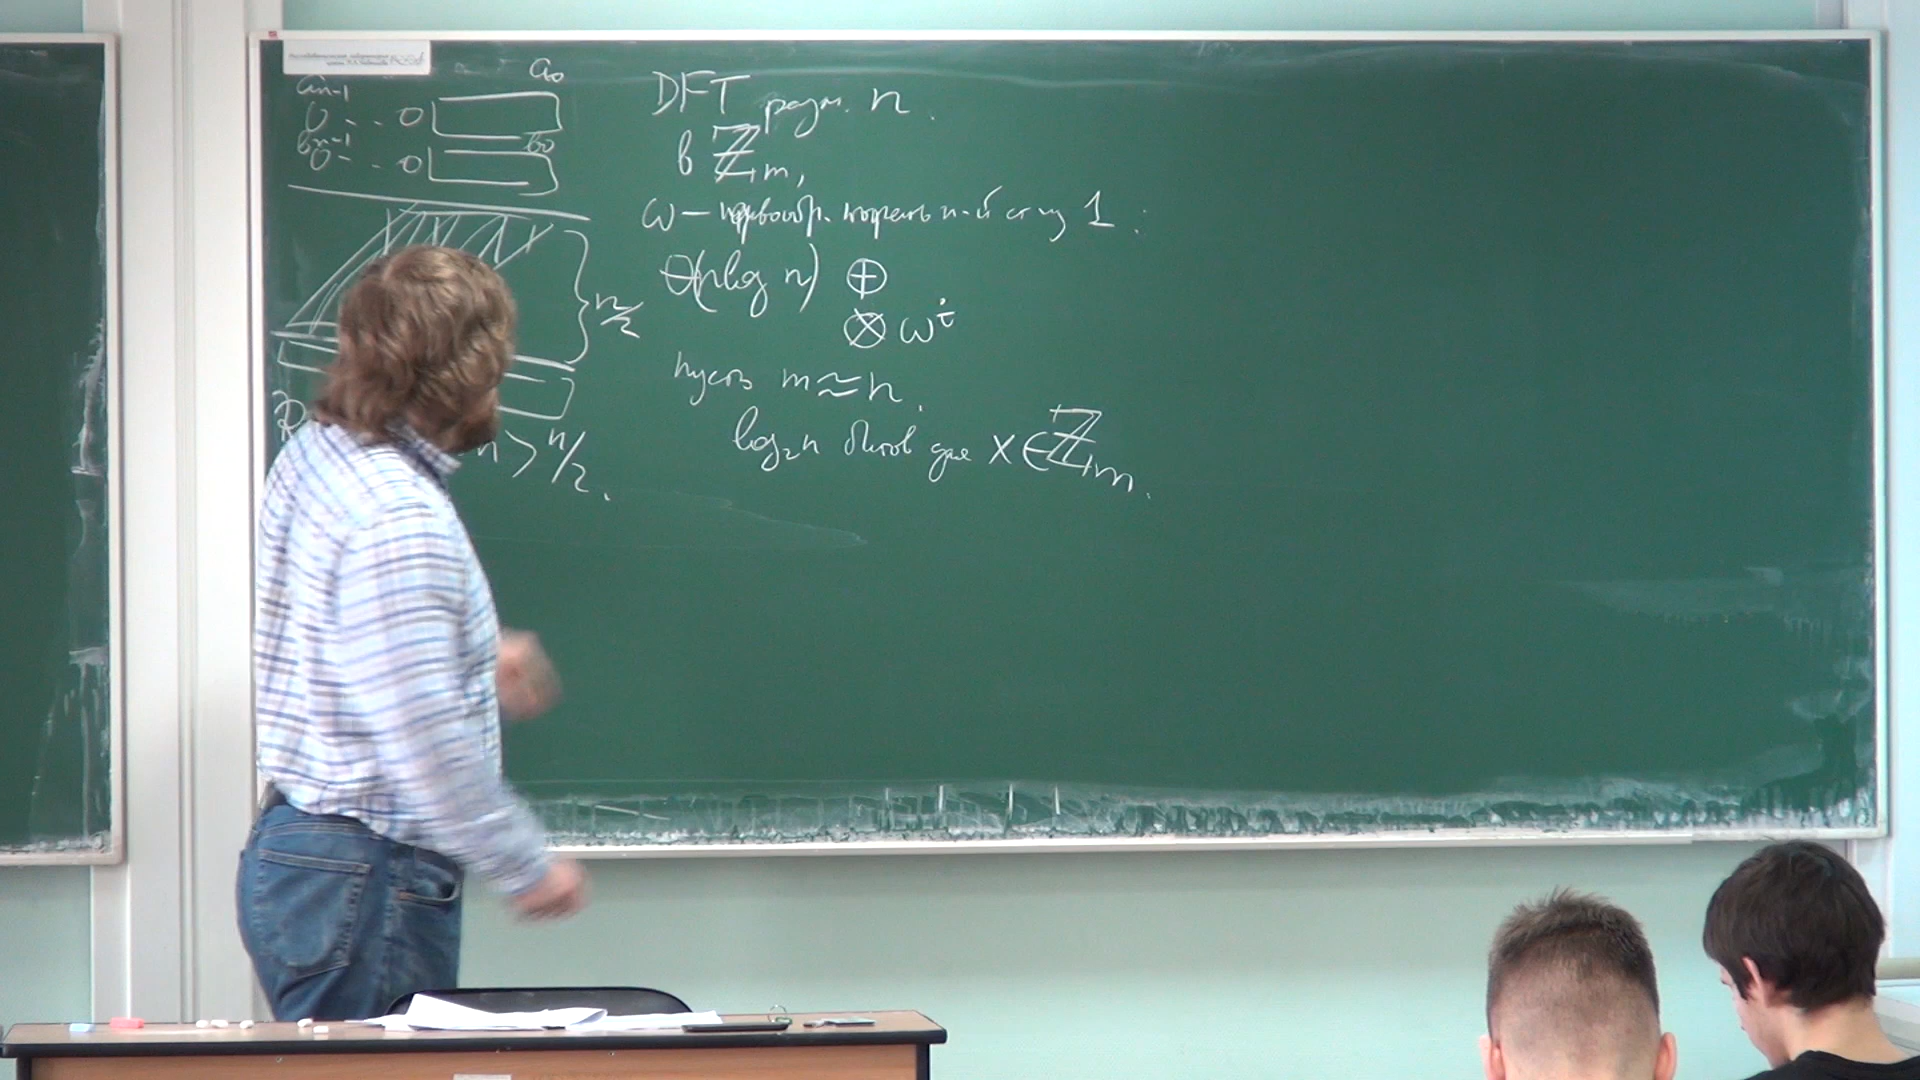 a₀
aₙ₋₁
0 - - 0
bₙ₋₁ b₀
0 - - 0
n/2
n > n/2.
DFT разм. n.
в ℤₘ,
ω — первообр. корень n-й ст из 1.
Θ(n log n) ⊕
⊗ ωⁱ
пусть m ≈ n.
log₂n битов для x ∈ ℤₘ.